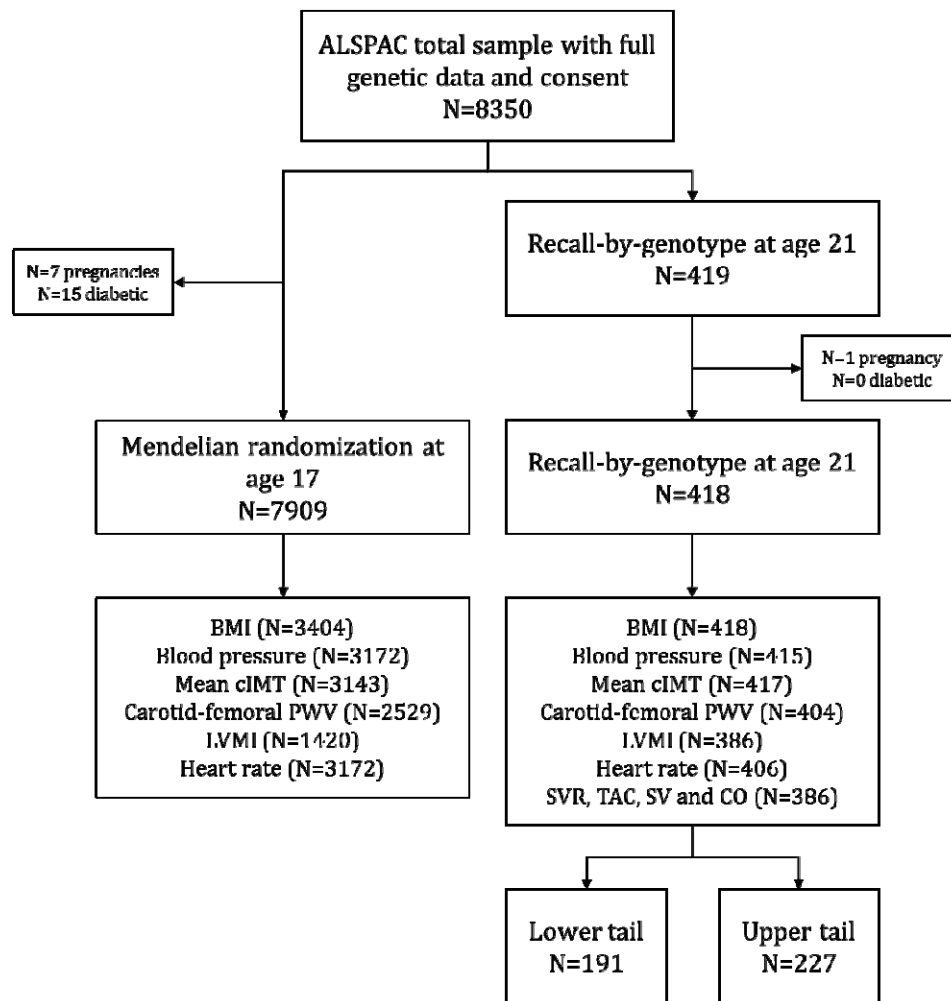 ALSPAC total sample with full
genetic data and consent
N=8350
Recall-by-genotype at age 21
N=419
N=7 pregnancies
N=15 diabetic
N=1 pregnancy
N=0 diabetic
Mendelian randomization at
age 17
N=7909
Recall-by-genotype at age 21
N=418
BMI (N=3404)
Blood pressure (N=3172)
Mean cIMT (N=3143)
Carotid-femoral PWV (N=2529)
LVMI (N=1420)
Heart rate (N=3172)
BMI (N=418)
Blood pressure (N=415)
Mean cIMT (N=417)
Carotid-femoral PWV (N=404)
LVMI (N=386)
Heart rate (N=406)
SVR, TAC, SV and CO (N=386)
Lower tail
N=191
Upper tail
N=227